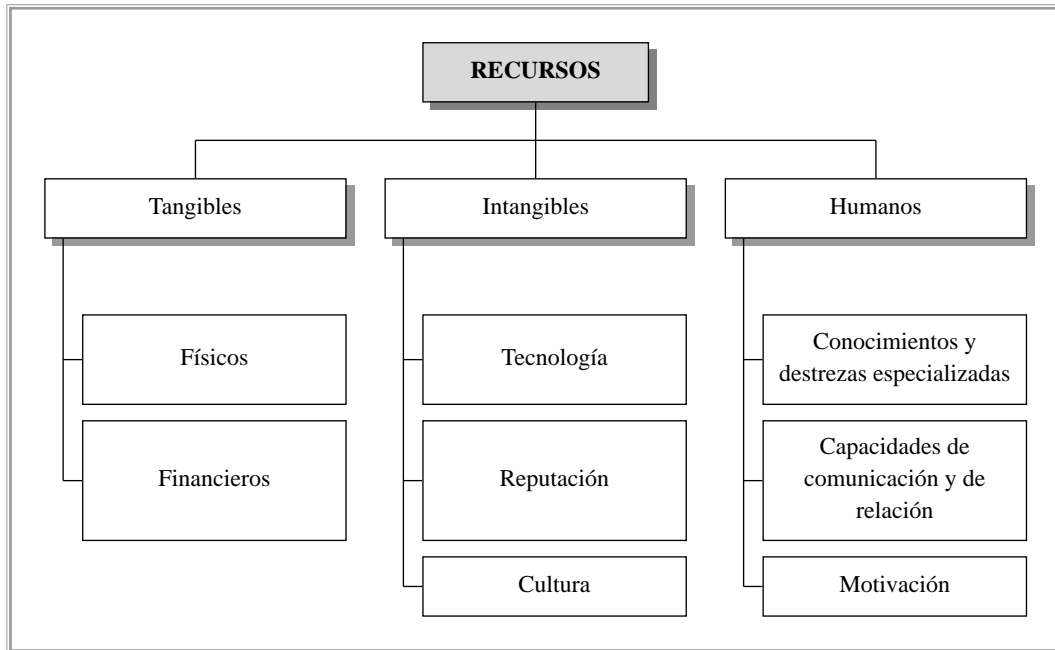 RECURSOS
Tangibles
Intangibles
Humanos
Físicos
Tecnología
Conocimientos y
destrezas especializadas
Financieros
Reputación
Capacidades de
comunicación y de
relación
Cultura
Motivación